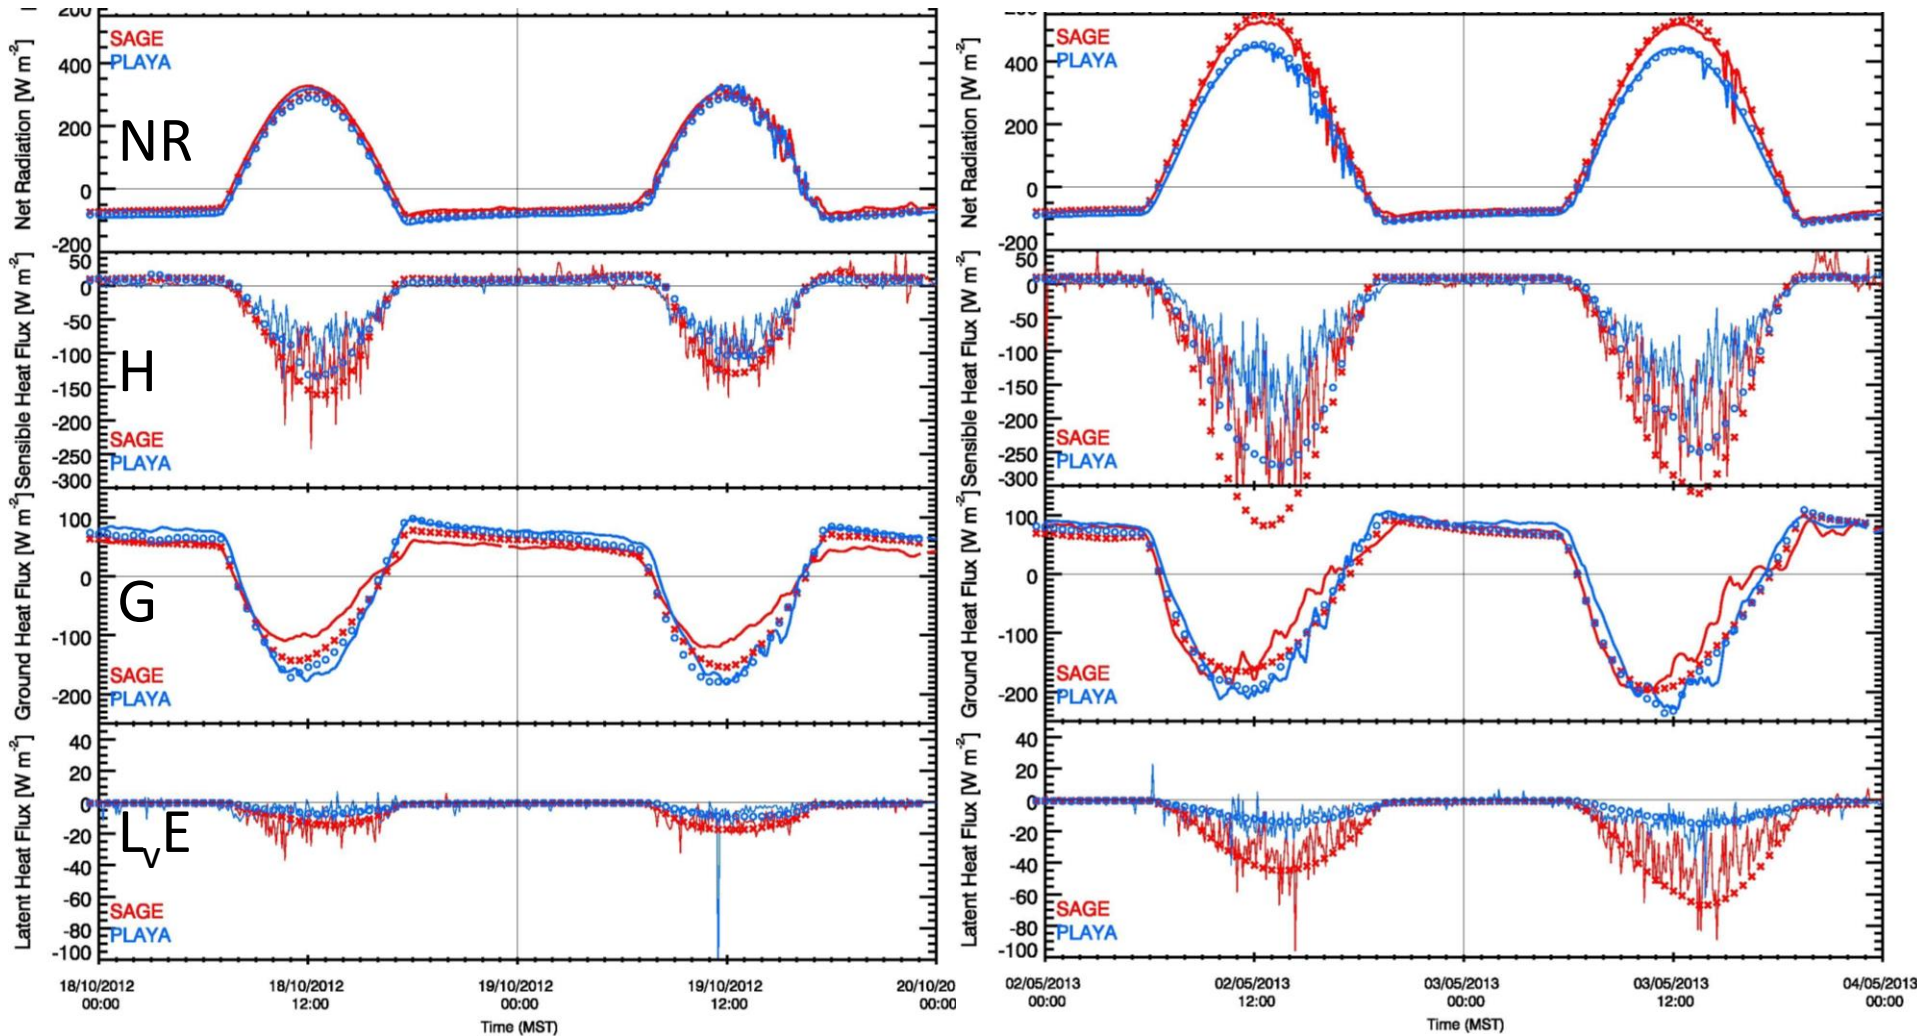 200
SAGE
PLAYA
400
200
0
-200
Net Radiation [W m-2]
NR
50
0
-50
-100
-150
-200
-250
-300
Sensible Heat Flux [W m-2]
H
SAGE
PLAYA
100
0
-100
-200
Ground Heat Flux [W m-2]
G
SAGE
PLAYA
40
20
0
-20
-40
-60
-80
-100
Latent Heat Flux [W m-2]
LvE
SAGE
PLAYA
18/10/2012 18/10/2012 19/10/2012 19/10/2012 20/10/20
00:00 12:00 00:00 12:00 00:00
Time (MST)
SAGE
PLAYA
400
200
0
-200
Net Radiation [W m-2]
50
0
-50
-100
-150
-200
-250
-300
Sensible Heat Flux [W m-2]
SAGE
PLAYA
100
0
-100
-200
Ground Heat Flux [W m-2]
SAGE
PLAYA
40
20
0
-20
-40
-60
-80
-100
Latent Heat Flux [W m-2]
SAGE
PLAYA
02/05/2013 02/05/2013 03/05/2013 03/05/2013 04/05/2013
00:00 12:00 00:00 12:00 00:00
Time (MST)